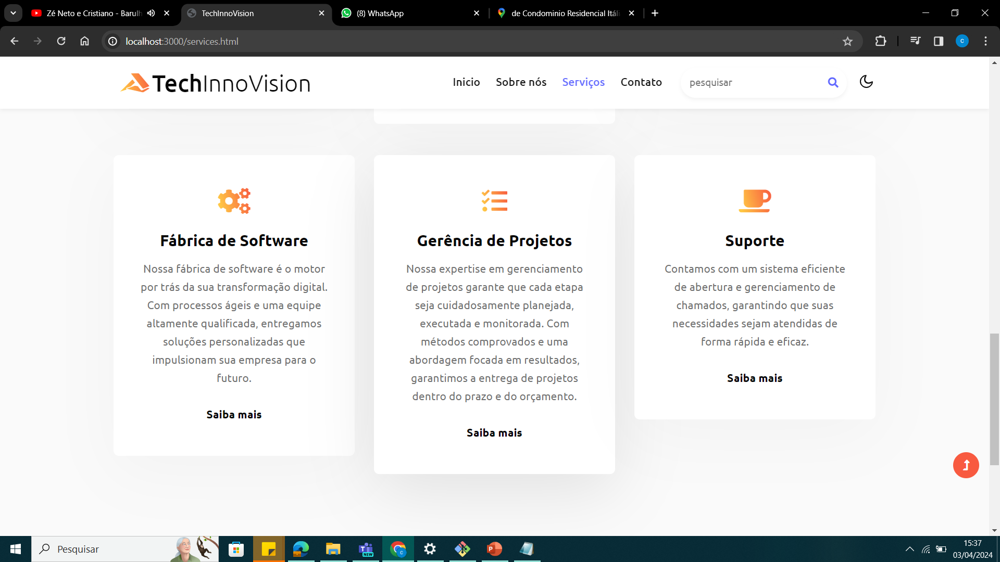 Zé Neto e Cristiano - Barulh
TechInnoVision
(8) WhatsApp
de Condominio Residencial Itáli
localhost:3000/services.html
C
TechInnoVision
Inicio
Sobre nós
Serviços
Contato
pesquisar
Fábrica de Software
Nossa fábrica de software é o motor
por trás da sua transformação digital.
Com processos ágeis e uma equipe
altamente qualificada, entregamos
soluções personalizadas que
impulsionam sua empresa para o
futuro.
Saiba mais
Gerência de Projetos
Nossa expertise em gerenciamento
de projetos garante que cada etapa
seja cuidadosamente planejada,
executada e monitorada. Com
métodos comprovados e uma
abordagem focada em resultados,
garantimos a entrega de projetos
dentro do prazo e do orçamento.
Saiba mais
Suporte
Contamos com um sistema eficiente
de abertura e gerenciamento de
chamados, garantindo que suas
necessidades sejam atendidas de
forma rápida e eficaz.
Saiba mais
Pesquisar
T
NEW
C
P
15:37
03/04/2024